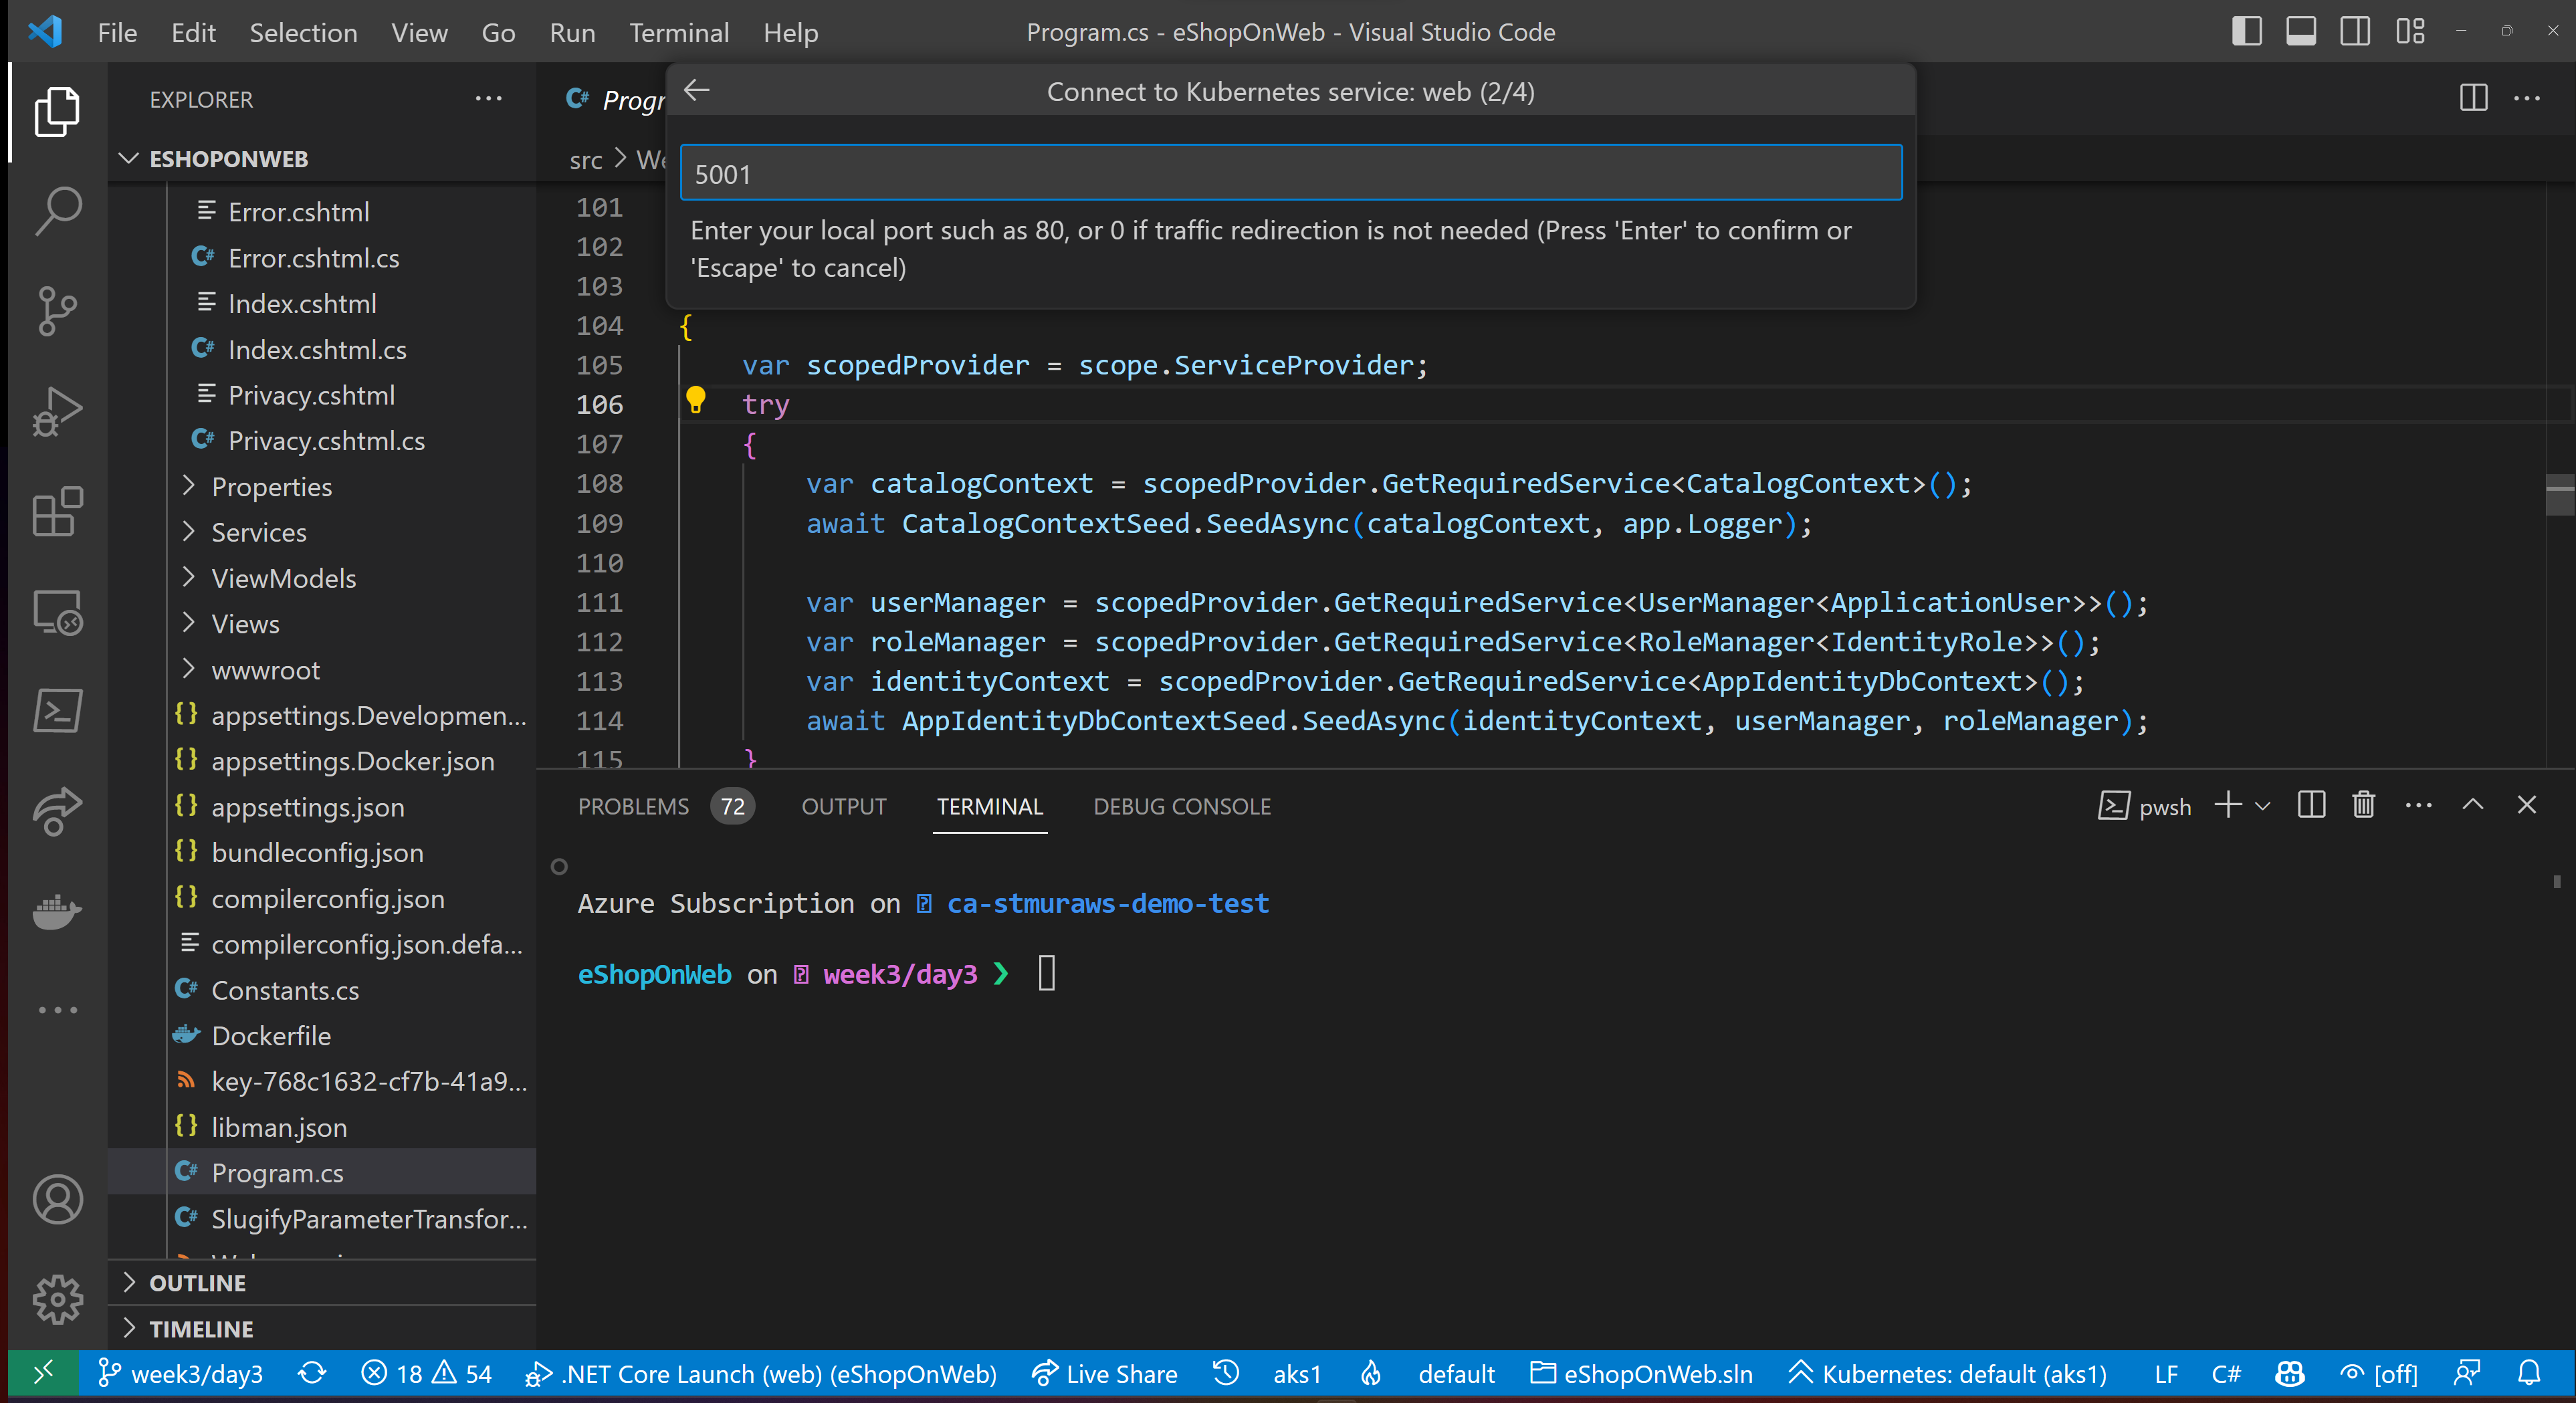 File Edit Selection View Go Run Terminal Help
Program.cs - eShopOnWeb - Visual Studio Code
EXPLORER
ESHOPONWEB
Error.cshtml
C# Error.cshtml.cs
Index.cshtml
C# Index.cshtml.cs
Privacy.cshtml
C# Privacy.cshtml.cs
Properties
Services
ViewModels
Views
wwwroot
{} appsettings.Developmen...
{} appsettings.Docker.json
{} appsettings.json
{} bundleconfig.json
{} compilerconfig.json
compilerconfig.json.defa...
C# Constants.cs
Dockerfile
key-768c1632-cf7b-41a9...
{} libman.json
C# Program.cs
C# SlugifyParameterTransfor...
OUTLINE
TIMELINE
C# Progr
src >
Connect to Kubernetes service: web (2/4)
5001
Enter your local port such as 80, or 0 if traffic redirection is not needed (Press 'Enter' to confirm or
'Escape' to cancel)
101
102
103
104 {
105 var scopedProvider = scope.ServiceProvider;
106 try
107 {
108 var catalogContext = scopedProvider.GetRequiredService<CatalogContext>();
109 await CatalogContextSeed.SeedAsync(catalogContext, app.Logger);
110
111 var userManager = scopedProvider.GetRequiredService<UserManager<ApplicationUser>>();
112 var roleManager = scopedProvider.GetRequiredService<RoleManager<IdentityRole>>();
113 var identityContext = scopedProvider.GetRequiredService<AppIdentityDbContext>();
114 await AppIdentityDbContextSeed.SeedAsync(identityContext, userManager, roleManager);
115 }
PROBLEMS 72 OUTPUT TERMINAL DEBUG CONSOLE
pwsh
Azure Subscription on ca-stmuraws-demo-test
eShopOnWeb on week3/day3 ❯
week3/day3 18 54 .NET Core Launch (web) (eShopOnWeb) Live Share aks1 default eShopOnWeb.sln Kubernetes: default (aks1) LF C# [off]